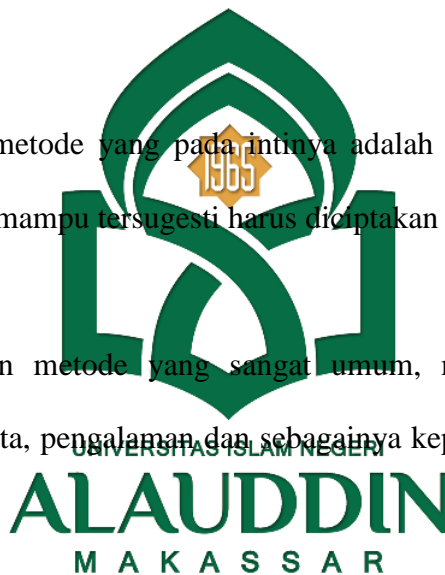 metode yang pada intinya adalah
1965
mampu tersugesti harus diciptakan
n metode yang sangat umum,
ta, pengalaman dan sebagainya kep
UNIVERSITAS ISLAM NEGERI
ALAUDDIN
MAKASSAR